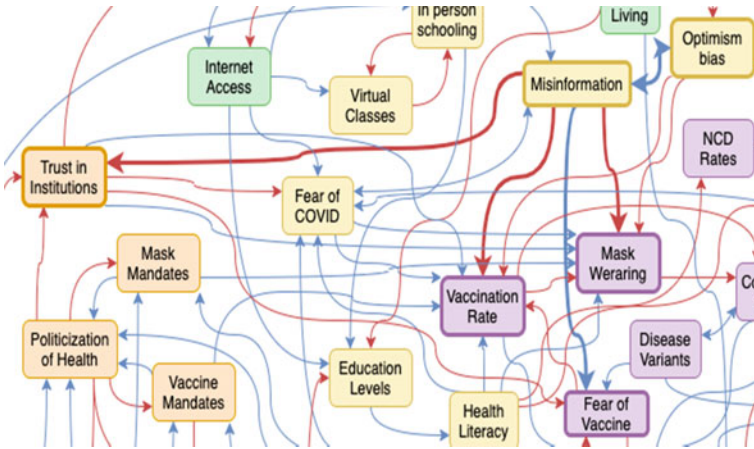 In person
schooling
Living
Optimism
bias
Internet
Access
Misinformation
Virtual
Classes
NCD
Rates
Trust in
Institutions
Fear of
COVID
Mask
Mandates
Mask
Weraring
Co
Vaccination
Rate
Politicization
of Health
Disease
Variants
Education
Levels
Vaccine
Mandates
Health
Literacy
Fear of
Vaccine